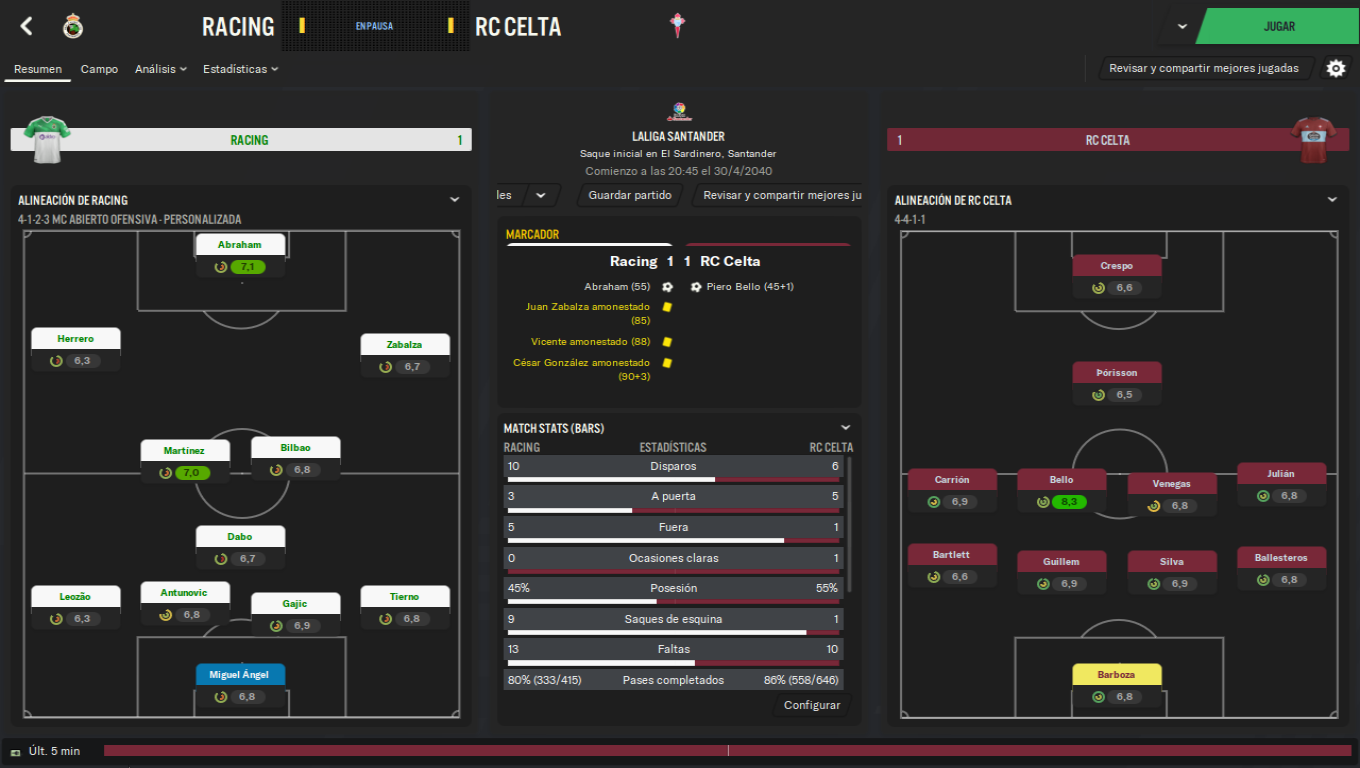 RACING
EN PAUSA
RC CELTA
JUGAR
Resumen
Campo
Análisis
Estadísticas
Revisar y compartir mejores jugadas
RACING
1
ALINEACIÓN DE RACING
4-1-2-3 MC ABIERTO OFENSIVA - PERSONALIZADA
Abraham
7,1
Herrero
6,3
Zabalza
6,7
Martínez
7,0
Bilbao
6,8
Dabo
6,7
Leozão
6,3
Antunovic
6,8
Gajic
6,9
Tierno
6,8
Miguel Ángel
6,8
LALIGA SANTANDER
Saque inicial en El Sardinero, Santander
Comienzo a las 20:45 el 30/4/2040
les
Guardar partido
Revisar y compartir mejores ju
MARCADOR
Racing 1 1 RC Celta
Abraham (55)
Piero Bello (45+1)
Juan Zabalza amonestado
(85)
Vicente amonestado (88)
César González amonestado
(90+3)
MATCH STATS (BARS)
RACING ESTADÍSTICAS RC CELTA
10 Disparos 6
3 A puerta 5
5 Fuera 1
0 Ocasiones claras 1
45% Posesión 55%
9 Saques de esquina 1
13 Faltas 10
80% (333/415) Pases completados 86% (558/646)
Configurar
1
RC CELTA
ALINEACIÓN DE RC CELTA
4-4-1-1
Crespo
6,6
Þórisson
6,5
Carrión
6,9
Bello
8,3
Venegas
6,8
Julián
6,8
Bartlett
6,6
Guillem
6,9
Silva
6,9
Ballesteros
6,8
Barboza
6,8
Últ. 5 min